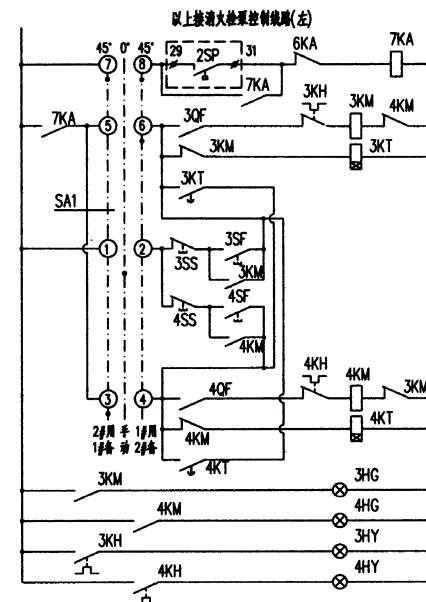 以上接消火栓泵控制线路(左)
45° 0° 45°
29 2SP 31 6KA 7KA
7 8
7KA
7KA 5 6 3QF 3KH 3KM 4KM
3KM 3KT
3KT
SA1
1 2 3SS 3SF
3KM
4SS 4SF
4KM
3 4 4QF 4KH 4KM 3KM
4KM 4KT
4KT
2#用 手 1#用
1#备 动 2#备
3KM 3HG
4KM 4HG
3KH 3HY
4KH 4HY